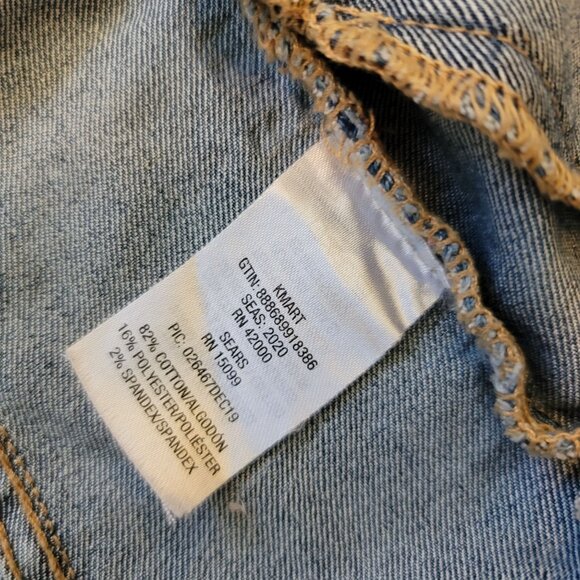 KMART
GTIN: 888689918386
SEAS: 2020
RN 42000
SEARS
RN 15099
PIC: 026467DEC19
82% COTTON/ALGODÓN
16% POLYESTER/POLIÉSTER
2% SPANDEX/SPANDEX